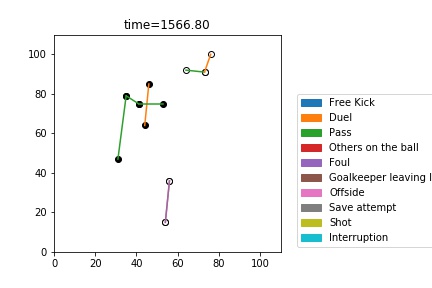 time=1566.80
100
80
60
40
20
0
0 20 40 60 80 100
Free Kick
Duel
Pass
Others on the ball
Foul
Goalkeeper leaving l
Offside
Save attempt
Shot
Interruption